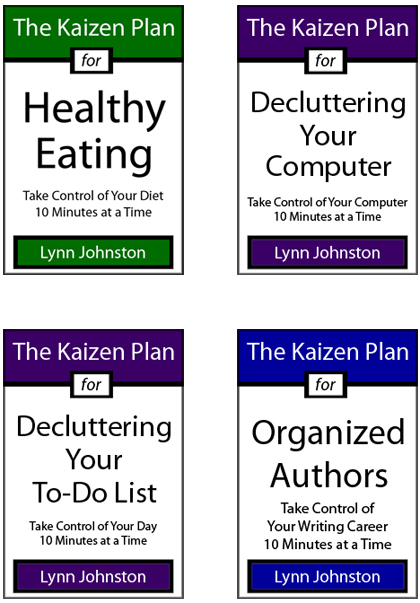 The Kaizen Plan
for
Healthy
Eating
Take Control of Your Diet
10 Minutes at a Time
Lynn Johnston
The Kaizen Plan
for
Decluttering
Your
Computer
Take Control of Your Computer
10 Minutes at a Time
Lynn Johnston
The Kaizen Plan
for
Decluttering
Your
To-Do List
Take Control of Your Day
10 Minutes at a Time
Lynn Johnston
The Kaizen Plan
for
Organized
Authors
Take Control of
Your Writing Career
10 Minutes at a Time
Lynn Johnston